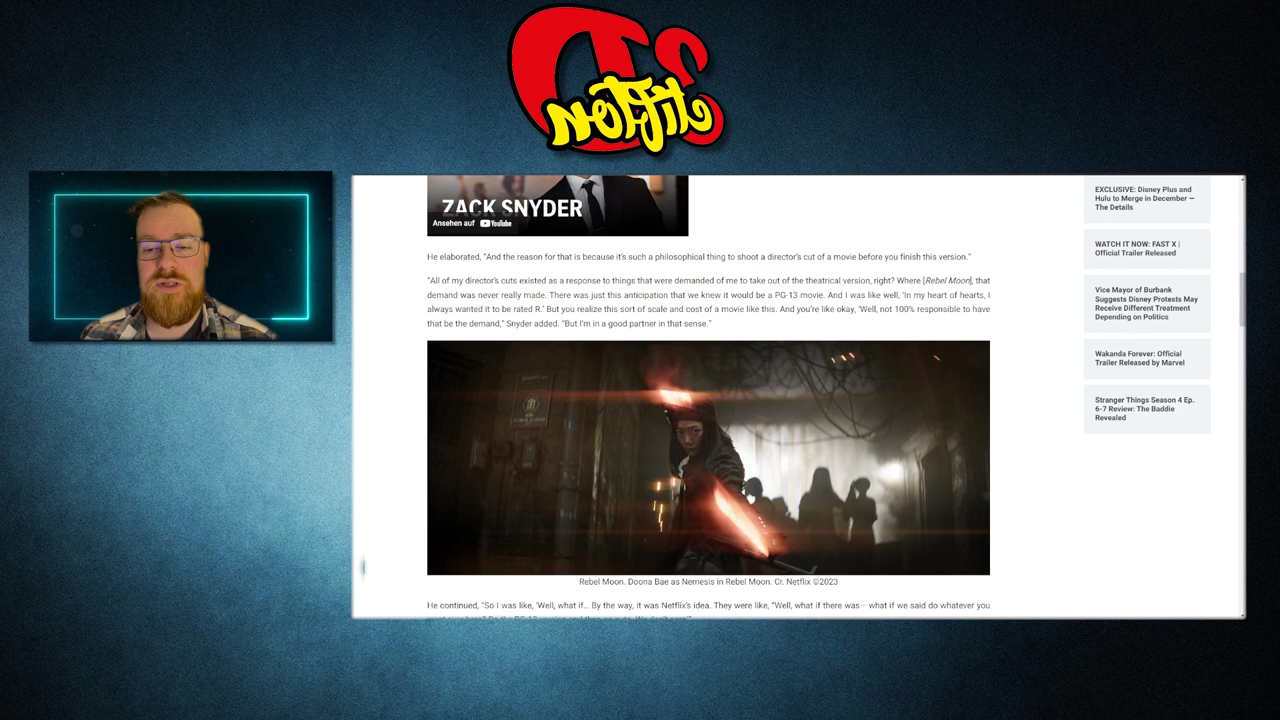 ZACK SNYDER
Ansehen auf YouTube
He elaborated, “And the reason for that is because it’s such a philosophical thing to shoot a director’s cut of a movie before you finish this version.”
“All of my director’s cuts existed as a response to things that were demanded of me to take out of the theatrical version, right? Where [Rebel Moon], that
demand was never really made. There was just this anticipation that we knew it would be a PG-13 movie. And I was like well, ‘In my heart of hearts, I
always wanted it to be rated R.’ But you realize this sort of scale and cost of a movie like this. And you’re like okay, ‘Well, not 100% responsible to have
that be the demand,” Snyder added. “But I’m in a good partner in that sense.”
Rebel Moon. Doona Bae as Nemesis in Rebel Moon. Cr. Netflix ©2023
He continued, “So I was like, ‘Well, what if… By the way, it was Netflix’s idea. They were like, “Well, what if there was— what if we said do whatever you
EXCLUSIVE: Disney Plus and
Hulu to Merge in December —
The Details
WATCH IT NOW: FAST X |
Official Trailer Released
Vice Mayor of Burbank
Suggests Disney Protests May
Receive Different Treatment
Depending on Politics
Wakanda Forever: Official
Trailer Released by Marvel
Stranger Things Season 4 Ep.
6-7 Review: The Baddie
Revealed